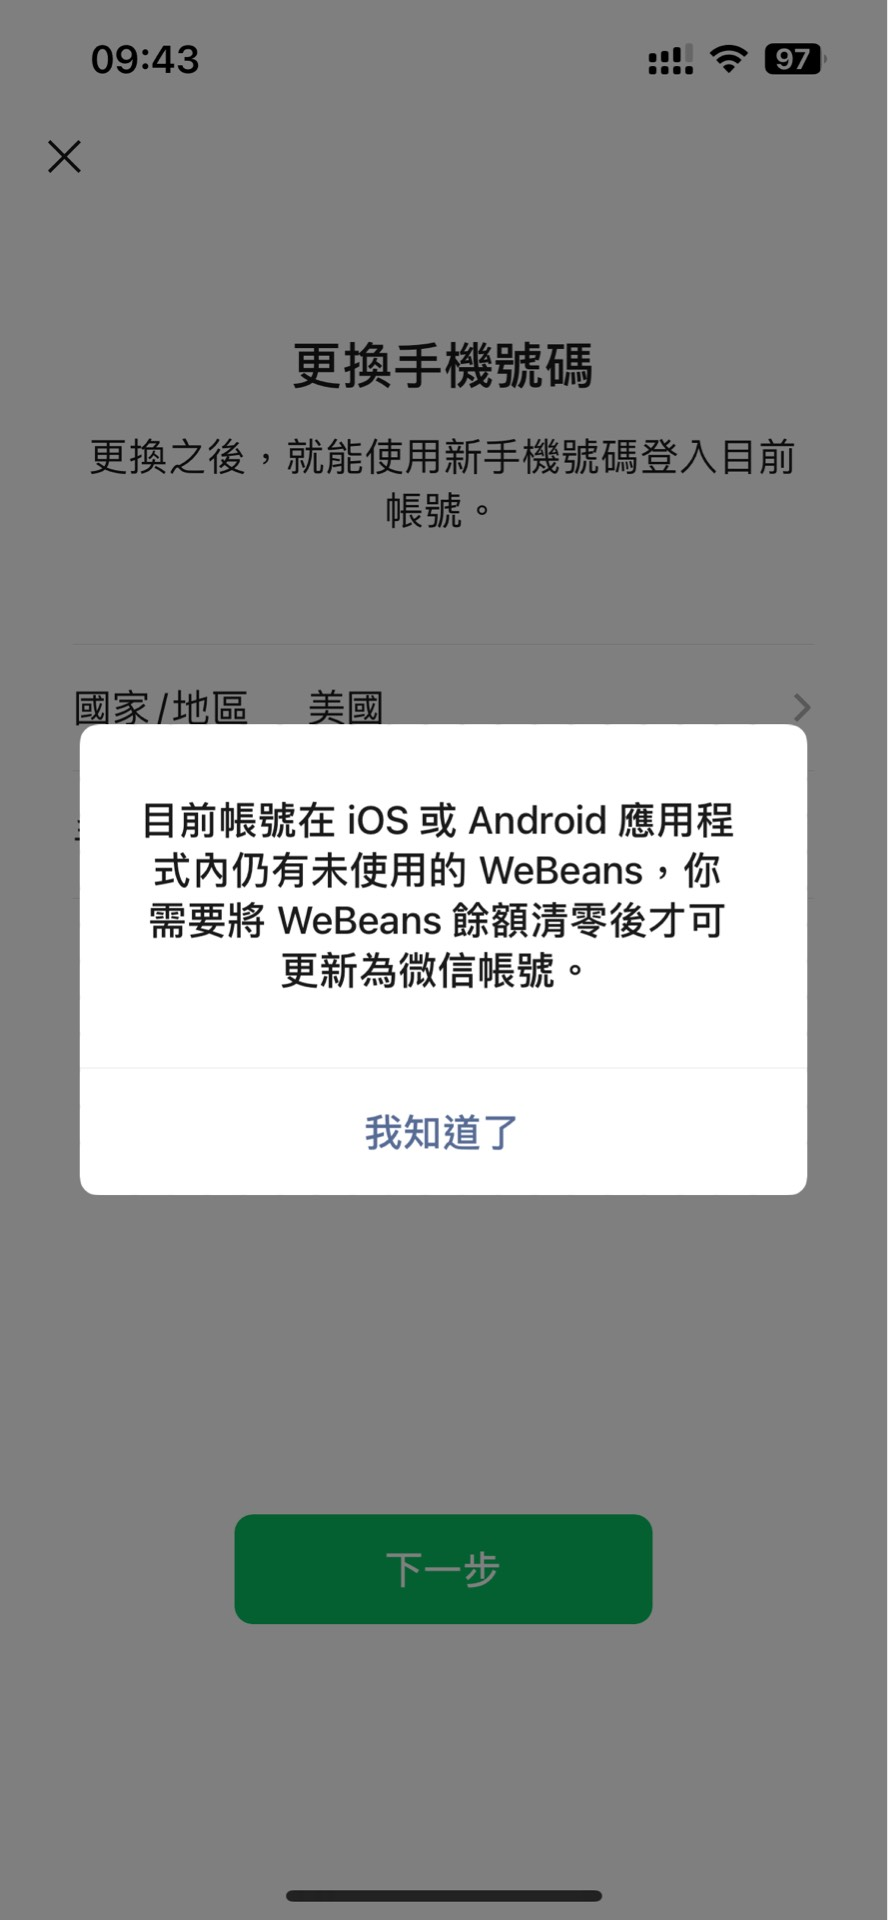 09:43
97
更換手機號碼
更換之後，就能使用新手機號碼登入目前
帳號。
國家/地區 美國
目前帳號在 iOS 或 Android 應用程
式內仍有未使用的 WeBeans，你
需要將 WeBeans 餘額清零後才可
更新為微信帳號。
我知道了
下一步